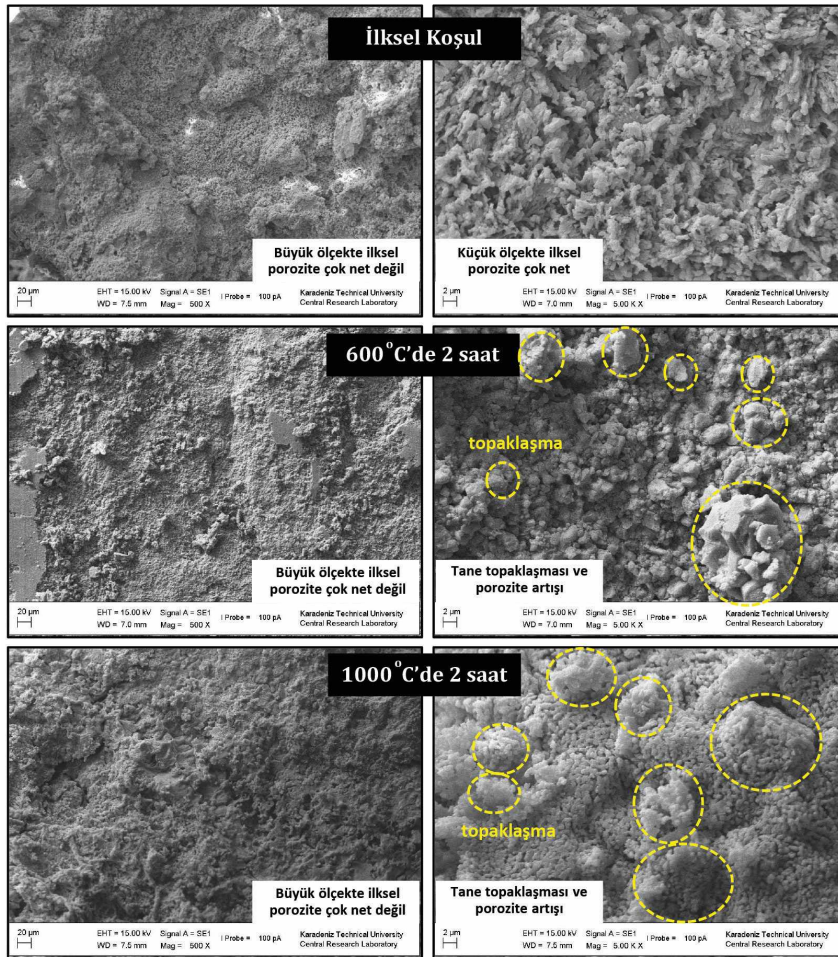 İlksel Koşul
Büyük ölçekte ilksel
porozite çok net değil
20 µm
EHT = 15.00 kV Signal A = SE1 I Probe = 100 pA Karadeniz Technical University
WD = 7.5 mm Mag = 500 X Central Research Laboratory
Küçük ölçekte ilksel
porozite çok net
2 µm
EHT = 15.00 kV Signal A = SE1 I Probe = 100 pA Karadeniz Technical University
WD = 7.0 mm Mag = 5.00 K X Central Research Laboratory
600°C'de 2 saat
Büyük ölçekte ilksel
porozite çok net değil
20 µm
EHT = 15.00 kV Signal A = SE1 I Probe = 100 pA Karadeniz Technical University
WD = 7.0 mm Mag = 500 X Central Research Laboratory
topaklaşma
Tane topaklaşması ve
porozite artışı
2 µm
EHT = 15.00 kV Signal A = SE1 I Probe = 100 pA Karadeniz Technical University
WD = 7.0 mm Mag = 5.00 K X Central Research Laboratory
1000°C'de 2 saat
Büyük ölçekte ilksel
porozite çok net değil
20 µm
EHT = 15.00 kV Signal A = SE1 I Probe = 100 pA Karadeniz Technical University
WD = 7.5 mm Mag = 500 X Central Research Laboratory
topaklaşma
Tane topaklaşması ve
porozite artışı
2 µm
EHT = 15.00 kV Signal A = SE1 I Probe = 100 pA Karadeniz Technical University
WD = 7.5 mm Mag = 5.00 K X Central Research Laboratory